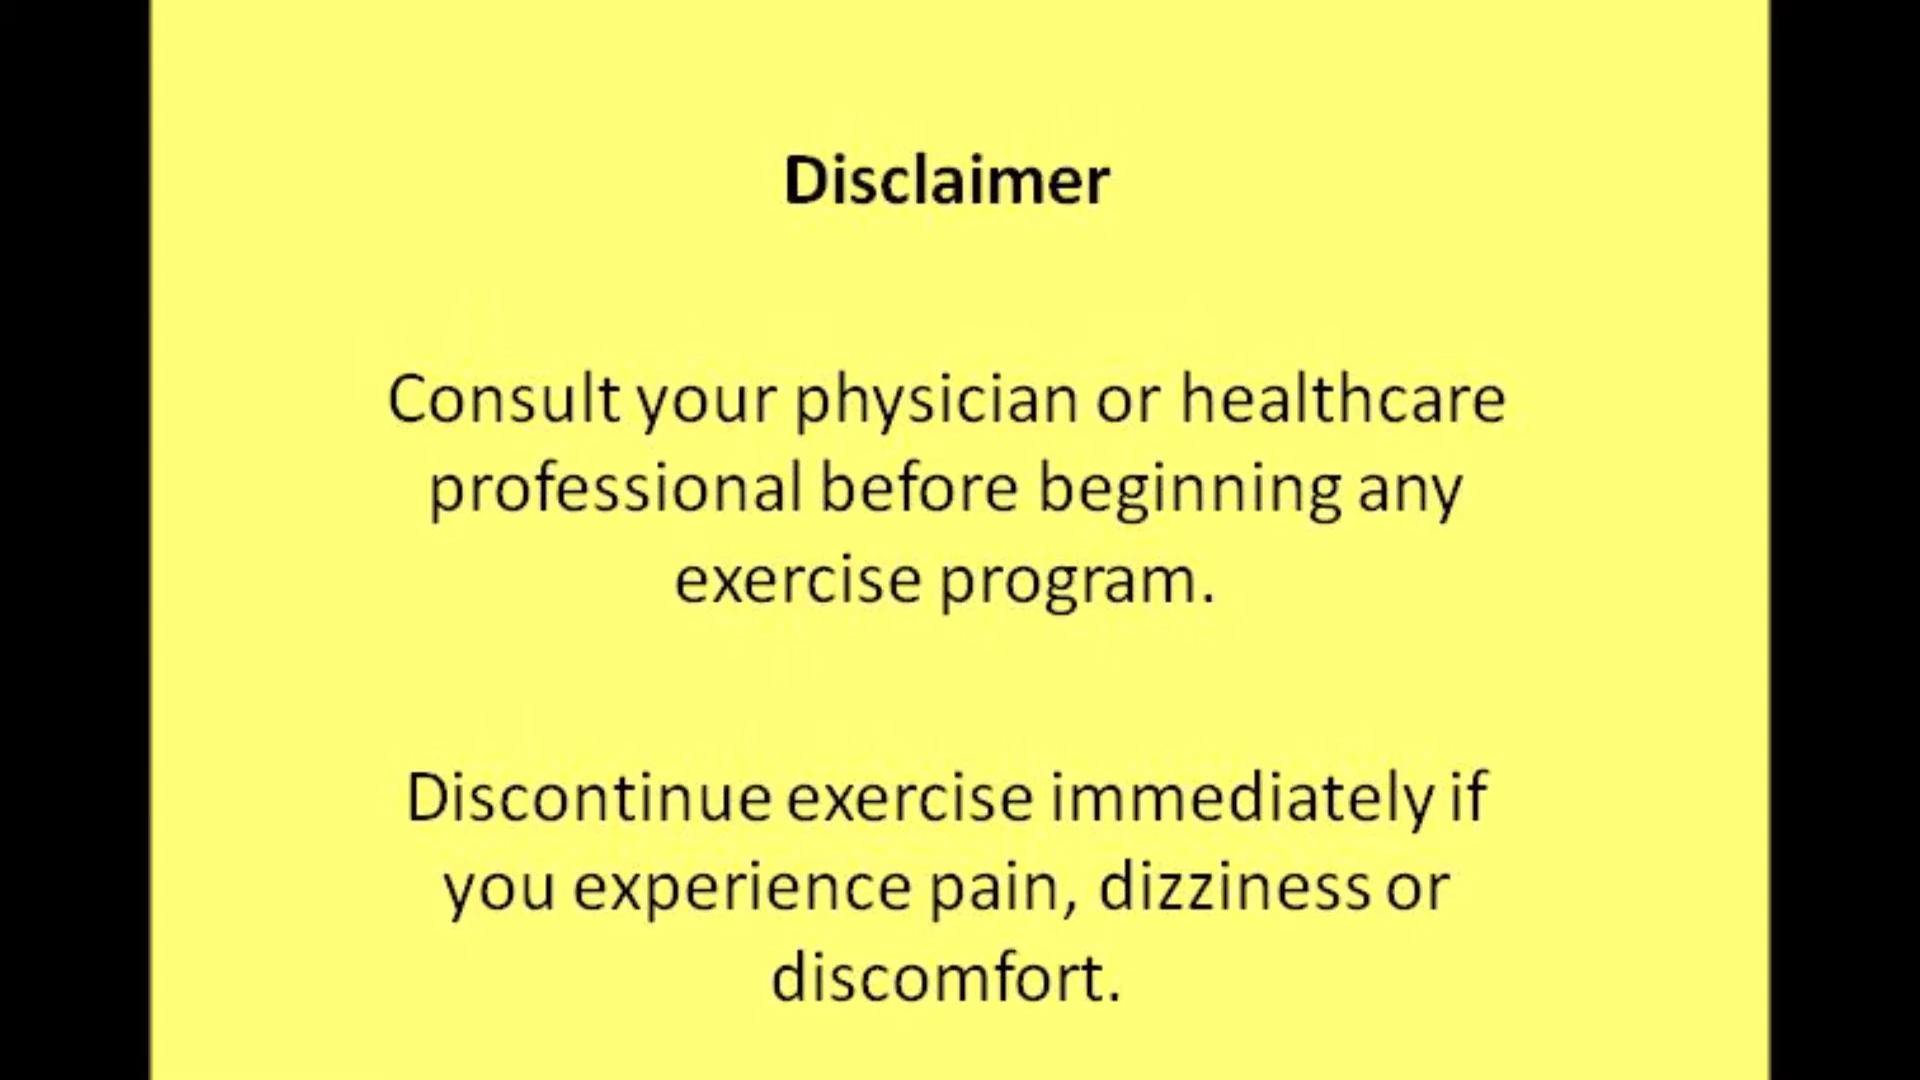 Disclaimer
Consult your physician or healthcare
professional before beginning any
exercise program.
Discontinue exercise immediately if
you experience pain, dizziness or
discomfort.